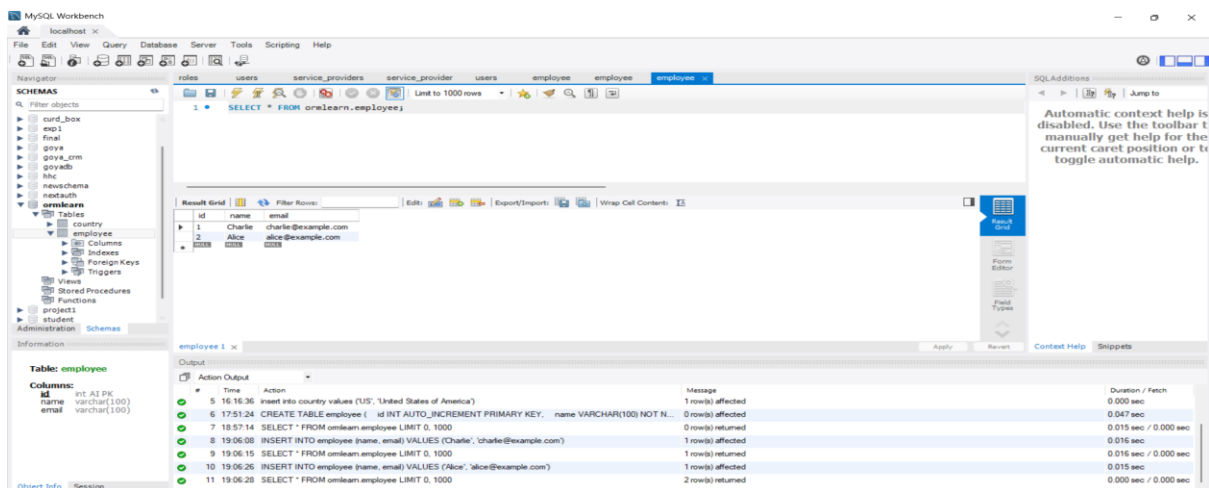 MySQL Workbench
localhost ×
File Edit View Query Database Server Tools Scripting Help
Navigator
SCHEMAS
Filter objects
curd_box
exp1
final
goya
goya_crm
goyadb
hhc
newschema
nextauth
ormlearn
Tables
country
employee
Columns
Indexes
Foreign Keys
Triggers
Views
Stored Procedures
Functions
project1
student
Administration Schemas
Information
Table: employee
Columns:
id int AI PK
name varchar(100)
email varchar(100)
Object Info Session
roles users service_providers service_provider users employee employee employee ×
Limit to 1000 rows
1 SELECT * FROM ormlearn.employee;
Result Grid Filter Rows: Edit: Export/Import: Wrap Cell Content:
id name email
1 Charlie charlie@example.com
2 Alice alice@example.com
NULL NULL NULL
Result Grid
Form Editor
Field Types
employee 1 × Apply Revert
Output
Action Output
# Time Action Message Duration / Fetch
5 16:16:36 insert into country values ('US', 'United States of America') 1 row(s) affected 0.000 sec
6 17:51:24 CREATE TABLE employee ( id INT AUTO_INCREMENT PRIMARY KEY, name VARCHAR(100) NOT N... 0 row(s) affected 0.047 sec
7 18:57:14 SELECT * FROM ormlearn.employee LIMIT 0, 1000 0 row(s) returned 0.015 sec / 0.000 sec
8 19:06:08 INSERT INTO employee (name, email) VALUES ('Charlie', 'charlie@example.com') 1 row(s) affected 0.016 sec
9 19:06:15 SELECT * FROM ormlearn.employee LIMIT 0, 1000 1 row(s) returned 0.016 sec / 0.000 sec
10 19:06:26 INSERT INTO employee (name, email) VALUES ('Alice', 'alice@example.com') 1 row(s) affected 0.015 sec
11 19:06:28 SELECT * FROM ormlearn.employee LIMIT 0, 1000 2 row(s) returned 0.000 sec / 0.000 sec
SQLAdditions
Jump to
Automatic context help is
disabled. Use the toolbar t
manually get help for the
current caret position or to
toggle automatic help.
Context Help Snippets